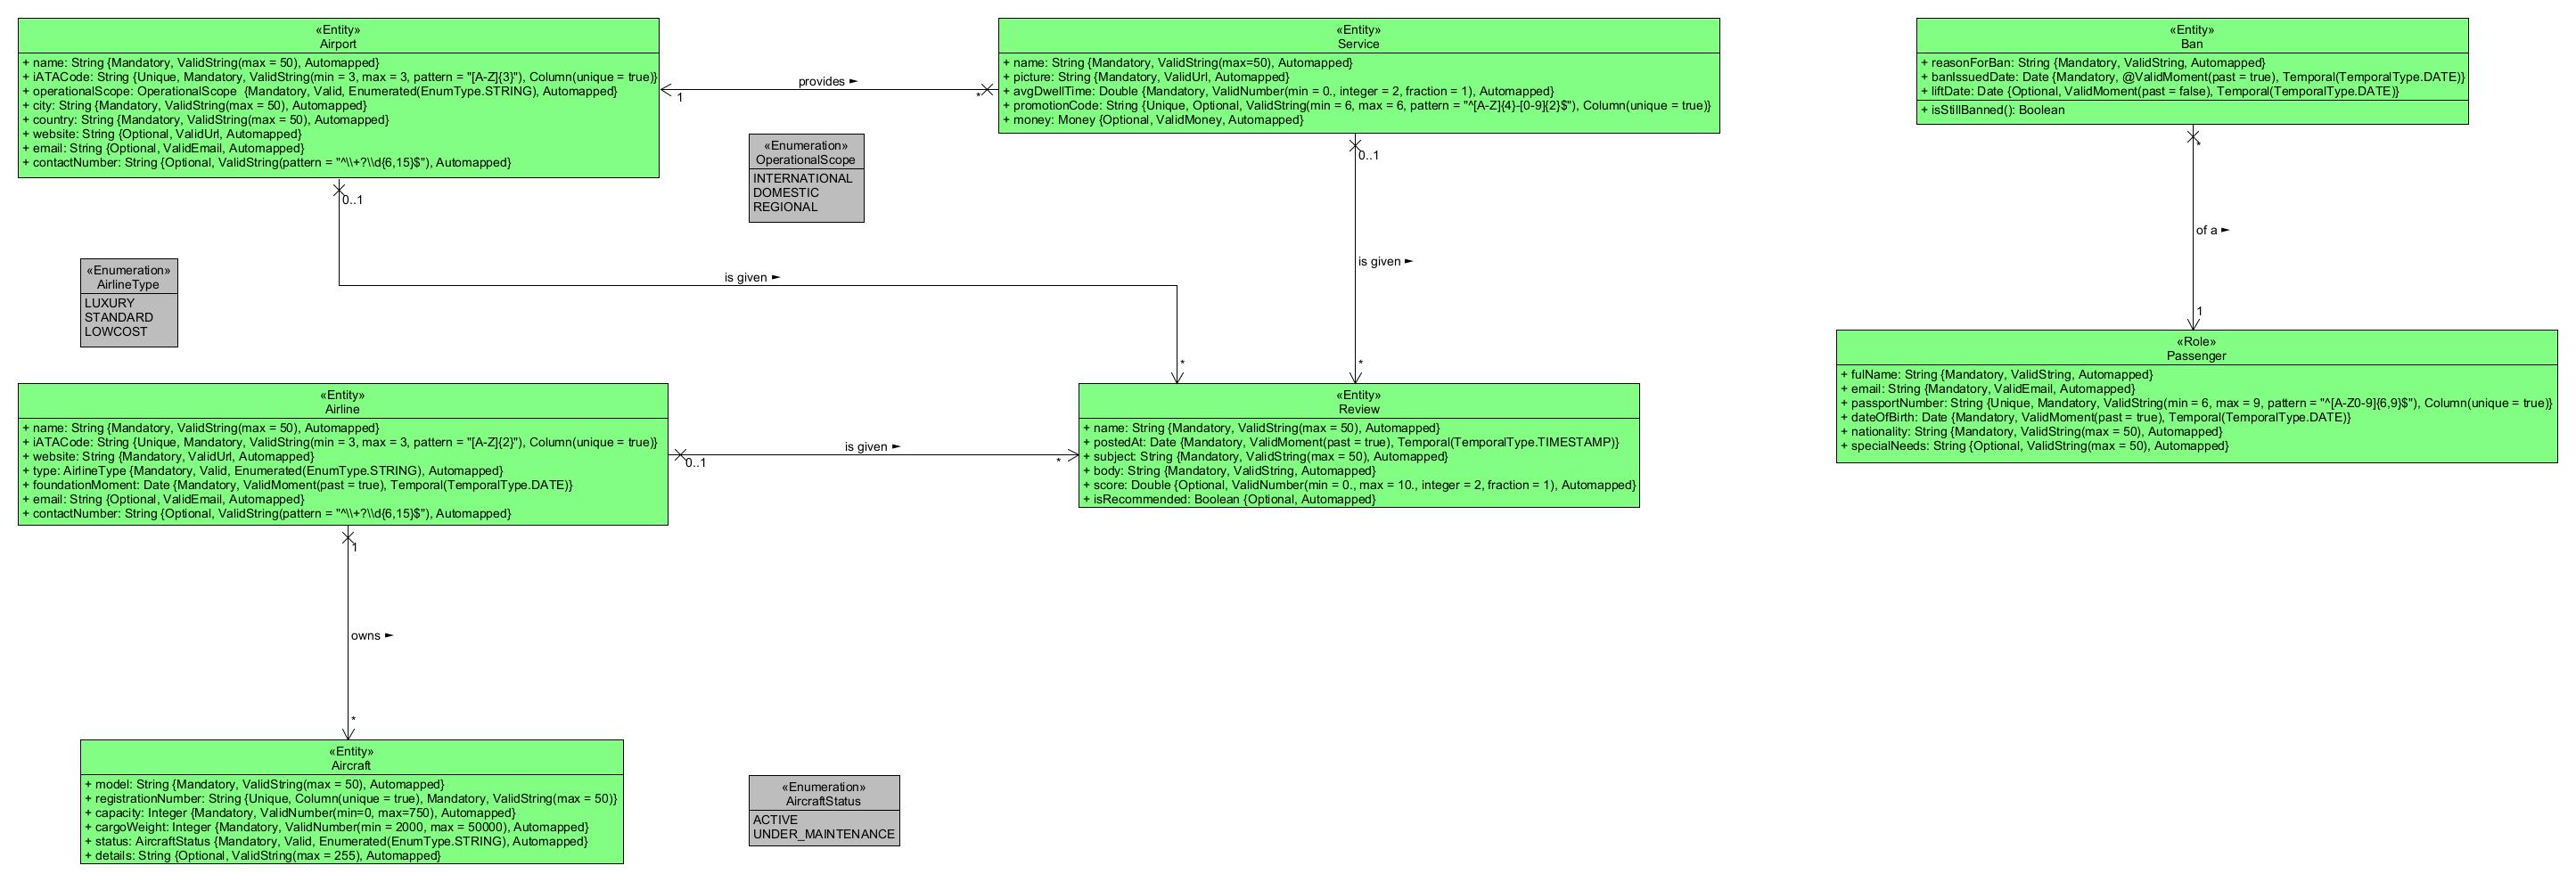 «Entity»
Airport
+ name: String {Mandatory, ValidString(max = 50), Automapped}
+ iATACode: String {Unique, Mandatory, ValidString(min = 3, max = 3, pattern = "[A-Z]{3}"), Column(unique = true)}
+ operationalScope: OperationalScope  {Mandatory, Valid, Enumerated(EnumType.STRING), Automapped}
+ city: String {Mandatory, ValidString(max = 50), Automapped}
+ country: String {Mandatory, ValidString(max = 50), Automapped}
+ website: String {Optional, ValidUrl, Automapped}
+ email: String {Optional, ValidEmail, Automapped}
+ contactNumber: String {Optional, ValidString(pattern = "^\\+?\\d{6,15}$"), Automapped}
0..1
provides ►
1
*
«Entity»
Service
+ name: String {Mandatory, ValidString(max=50), Automapped}
+ picture: String {Mandatory, ValidUrl, Automapped}
+ avgDwellTime: Double {Mandatory, ValidNumber(min = 0., integer = 2, fraction = 1), Automapped}
+ promotionCode: String {Unique, Optional, ValidString(min = 6, max = 6, pattern = "^[A-Z]{4}-[0-9]{2}$"), Column(unique = true)}
+ money: Money {Optional, ValidMoney, Automapped}
0..1
«Entity»
Ban
+ reasonForBan: String {Mandatory, ValidString, Automapped}
+ banIssuedDate: Date {Mandatory, @ValidMoment(past = true), Temporal(TemporalType.DATE)}
+ liftDate: Date {Optional, ValidMoment(past = false), Temporal(TemporalType.DATE)}
+ isStillBanned(): Boolean
*
«Enumeration»
OperationalScope
INTERNATIONAL
DOMESTIC
REGIONAL
of a ►
1
is given ►
is given ►
*
*
«Enumeration»
AirlineType
LUXURY
STANDARD
LOWCOST
«Role»
Passenger
+ fulName: String {Mandatory, ValidString, Automapped}
+ email: String {Mandatory, ValidEmail, Automapped}
+ passportNumber: String {Unique, Mandatory, ValidString(min = 6, max = 9, pattern = "^[A-Z0-9]{6,9}$"), Column(unique = true)}
+ dateOfBirth: Date {Mandatory, ValidMoment(past = true), Temporal(TemporalType.DATE)}
+ nationality: String {Mandatory, ValidString(max = 50), Automapped}
+ specialNeeds: String {Optional, ValidString(max = 50), Automapped}
«Entity»
Airline
+ name: String {Mandatory, ValidString(max = 50), Automapped}
+ iATACode: String {Unique, Mandatory, ValidString(min = 3, max = 3, pattern = "[A-Z]{2}"), Column(unique = true)}
+ website: String {Mandatory, ValidUrl, Automapped}
+ type: AirlineType {Mandatory, Valid, Enumerated(EnumType.STRING), Automapped}
+ foundationMoment: Date {Mandatory, ValidMoment(past = true), Temporal(TemporalType.DATE)}
+ email: String {Optional, ValidEmail, Automapped}
+ contactNumber: String {Optional, ValidString(pattern = "^\\+?\\d{6,15}$"), Automapped}
is given ►
0..1
*
«Entity»
Review
+ name: String {Mandatory, ValidString(max = 50), Automapped}
+ postedAt: Date {Mandatory, ValidMoment(past = true), Temporal(TemporalType.TIMESTAMP)}
+ subject: String {Mandatory, ValidString(max = 50), Automapped}
+ body: String {Mandatory, ValidString, Automapped}
+ score: Double {Optional, ValidNumber(min = 0., max = 10., integer = 2, fraction = 1), Automapped}
+ isRecommended: Boolean {Optional, Automapped}
1
owns ►
*
«Entity»
Aircraft
+ model: String {Mandatory, ValidString(max = 50), Automapped}
+ registrationNumber: String {Unique, Column(unique = true), Mandatory, ValidString(max = 50)}
+ capacity: Integer {Mandatory, ValidNumber(min=0, max=750), Automapped}
+ cargoWeight: Integer {Mandatory, ValidNumber(min = 2000, max = 50000), Automapped}
+ status: AircraftStatus {Mandatory, Valid, Enumerated(EnumType.STRING), Automapped}
+ details: String {Optional, ValidString(max = 255), Automapped}
«Enumeration»
AircraftStatus
ACTIVE
UNDER_MAINTENANCE